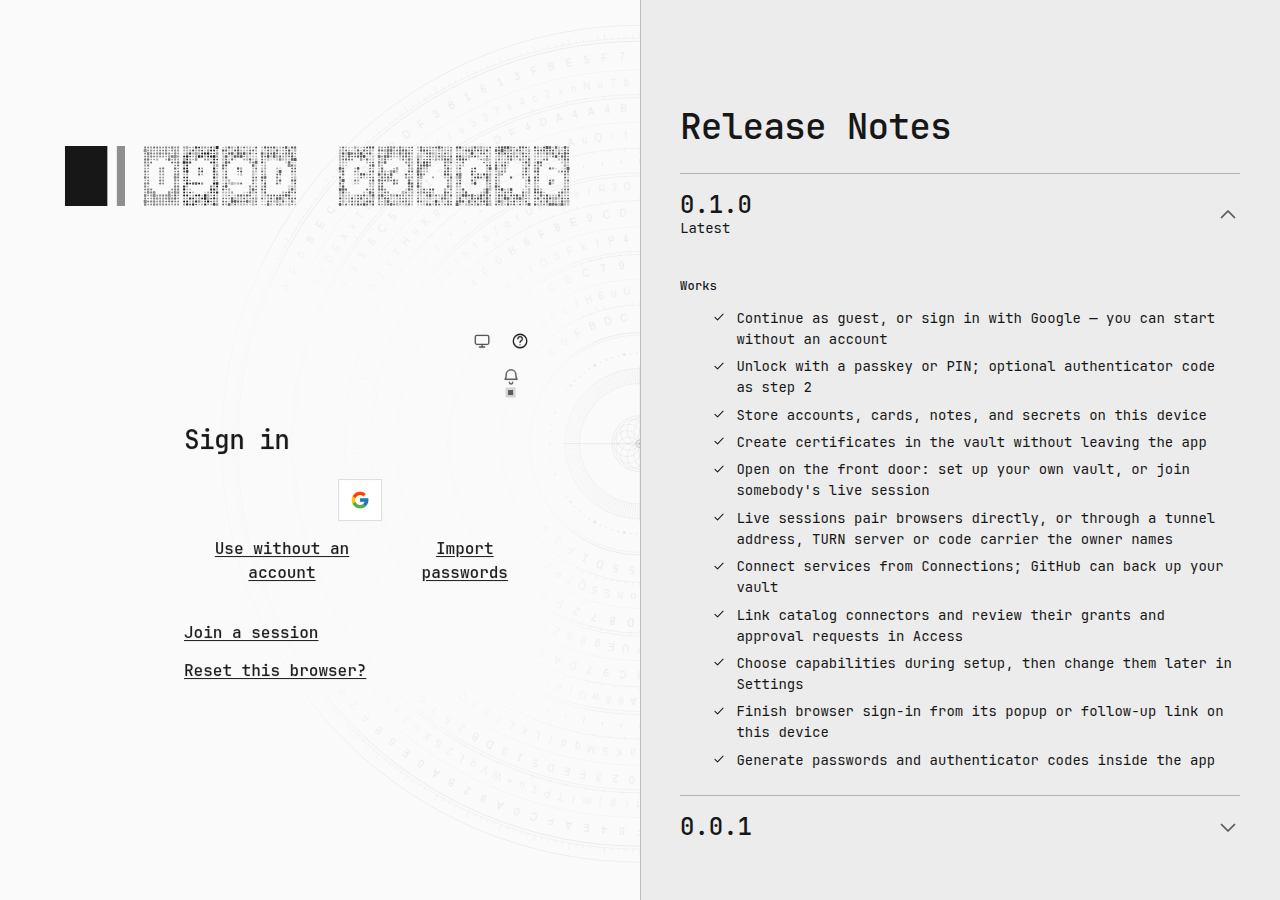 Sign in
Use without an
account
Import
passwords
Join a session
Reset this browser?
Release Notes
0.1.0
Latest
Works
Continue as guest, or sign in with Google — you can start
without an account
Unlock with a passkey or PIN; optional authenticator code
as step 2
Store accounts, cards, notes, and secrets on this device
Create certificates in the vault without leaving the app
Open on the front door: set up your own vault, or join
somebody's live session
Live sessions pair browsers directly, or through a tunnel
address, TURN server or code carrier the owner names
Connect services from Connections; GitHub can back up your
vault
Link catalog connectors and review their grants and
approval requests in Access
Choose capabilities during setup, then change them later in
Settings
Finish browser sign-in from its popup or follow-up link on
this device
Generate passwords and authenticator codes inside the app
0.0.1